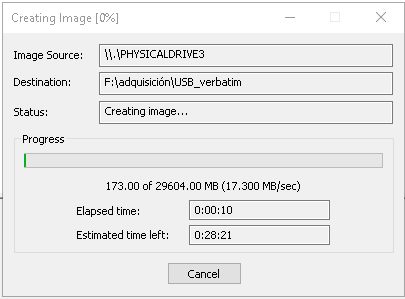 Creating Image [0%]
Image Source: \\.\PHYSICALDRIVE3
Destination: F:\adquisición\USB_verbatim
Status: Creating image...
Progress
173.00 of 29604.00 MB (17.300 MB/sec)
Elapsed time: 0:00:10
Estimated time left: 0:28:21
Cancel